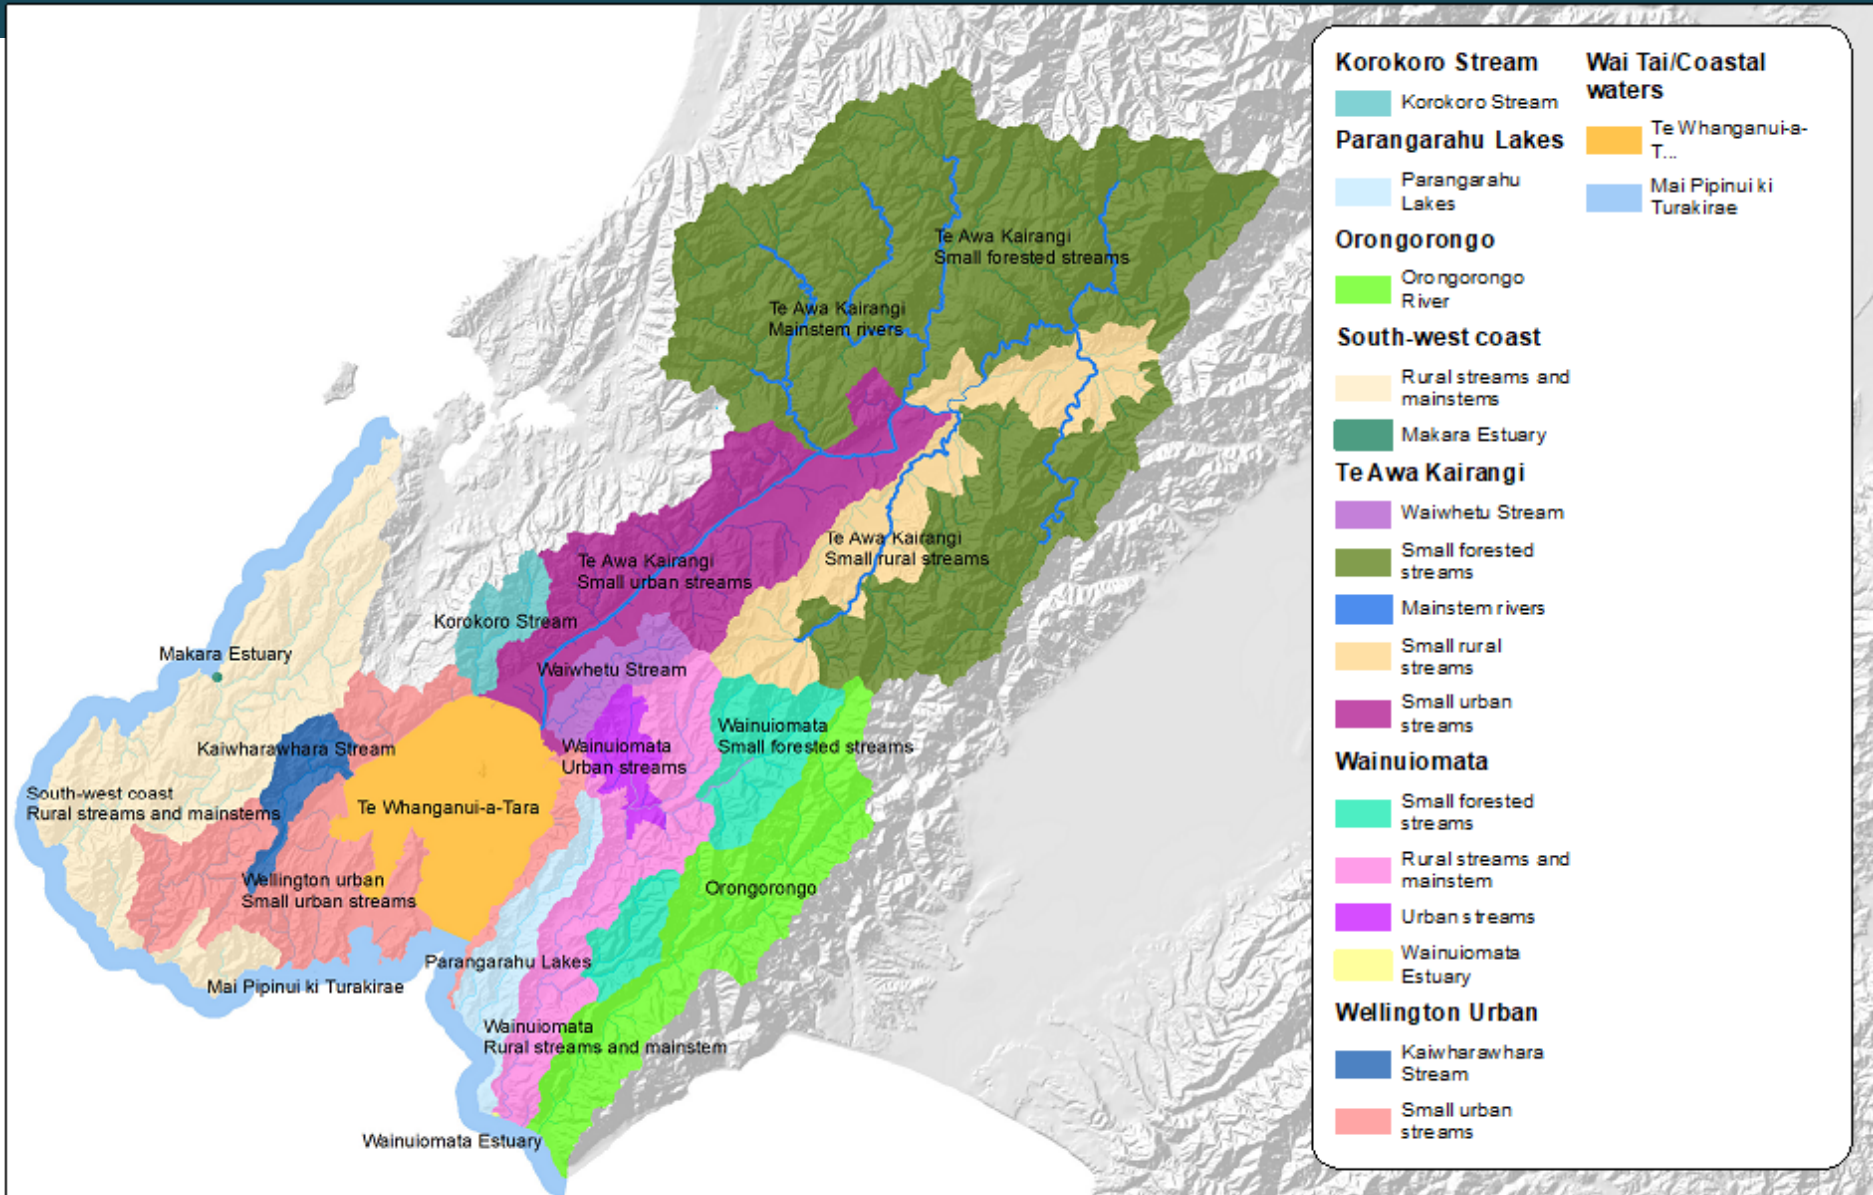 Te Awa Kairangi
Small forested streams
Te Awa Kairangi
Mainstem rivers
Te Awa Kairangi
Small rural streams
Te Awa Kairangi
Small urban streams
Korokoro Stream
Makara Estuary
Waiwhetu Stream
Wainuiomata
Small forested streams
Kaiwharawhara Stream
Wainuiomata
Urban streams
South-west coast
Rural streams and mainstems
Te Whanganui-a-Tara
Wellington urban
Small urban streams
Orongorongo
Parangarahu Lakes
Mai Pipinui ki Turakirae
Wainuiomata
Rural streams and mainstem
Wainuiomata Estuary
Korokoro Stream
Korokoro Stream
Parangarahu Lakes
Parangarahu
Lakes
Orongorongo
Orongorongo
River
South-west coast
Rural streams and
mainstems
Makara Estuary
Te Awa Kairangi
Waiwhetu Stream
Small forested
streams
Mainstem rivers
Small rural
streams
Small urban
streams
Wainuiomata
Small forested
streams
Rural streams and
mainstem
Urban streams
Wainuiomata
Estuary
Wellington Urban
Kaiwharawhara
Stream
Small urban
streams
Wai Tai/Coastal
waters
Te Whanganui-a-
T...
Mai Pipinui ki
Turakirae